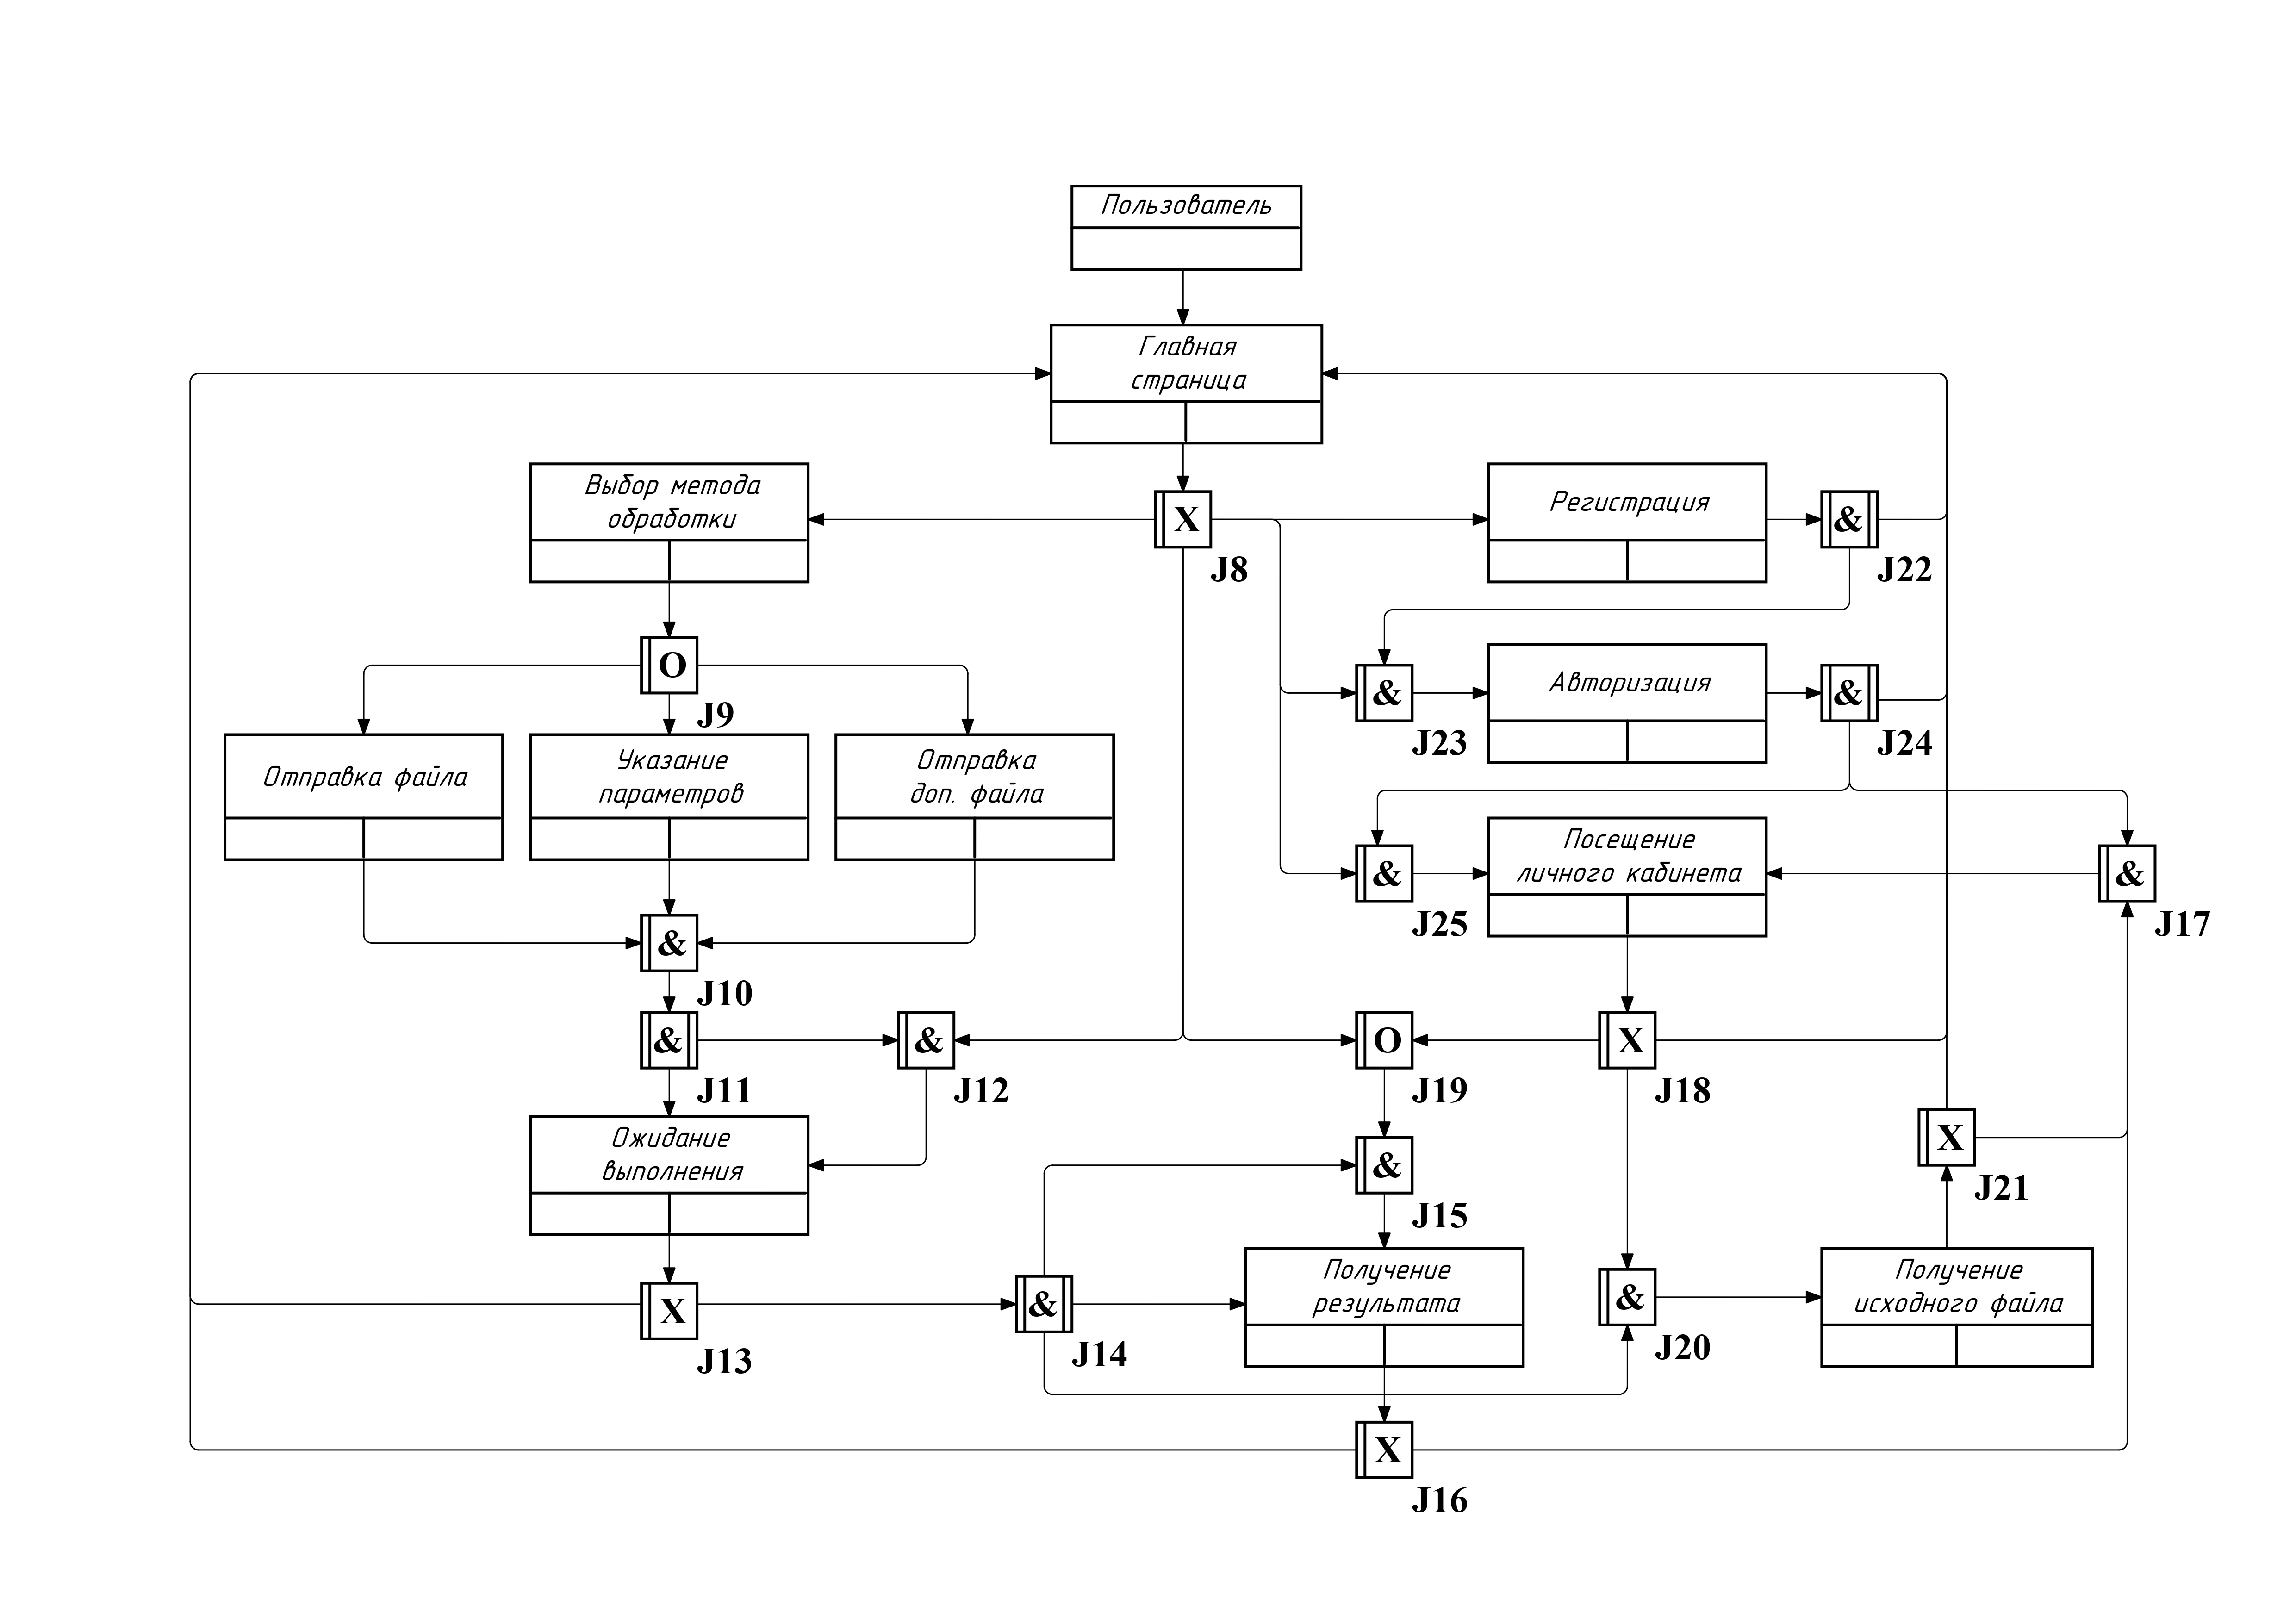 Пользователь
Главная
страница
Выбор метода
обработки
X
J8
Регистрация
&
J22
O
J9
&
J23
Авторизация
&
J24
Отправка файла
Указание
параметров
Отправка
доп. файла
&
J25
Посещение
личного кабинета
&
J17
&
J10
&
J11
&
J12
O
J19
X
J18
Ожидание
выполнения
&
J15
X
J21
X
J13
&
J14
Получение
результата
&
J20
Получение
исходного файла
X
J16